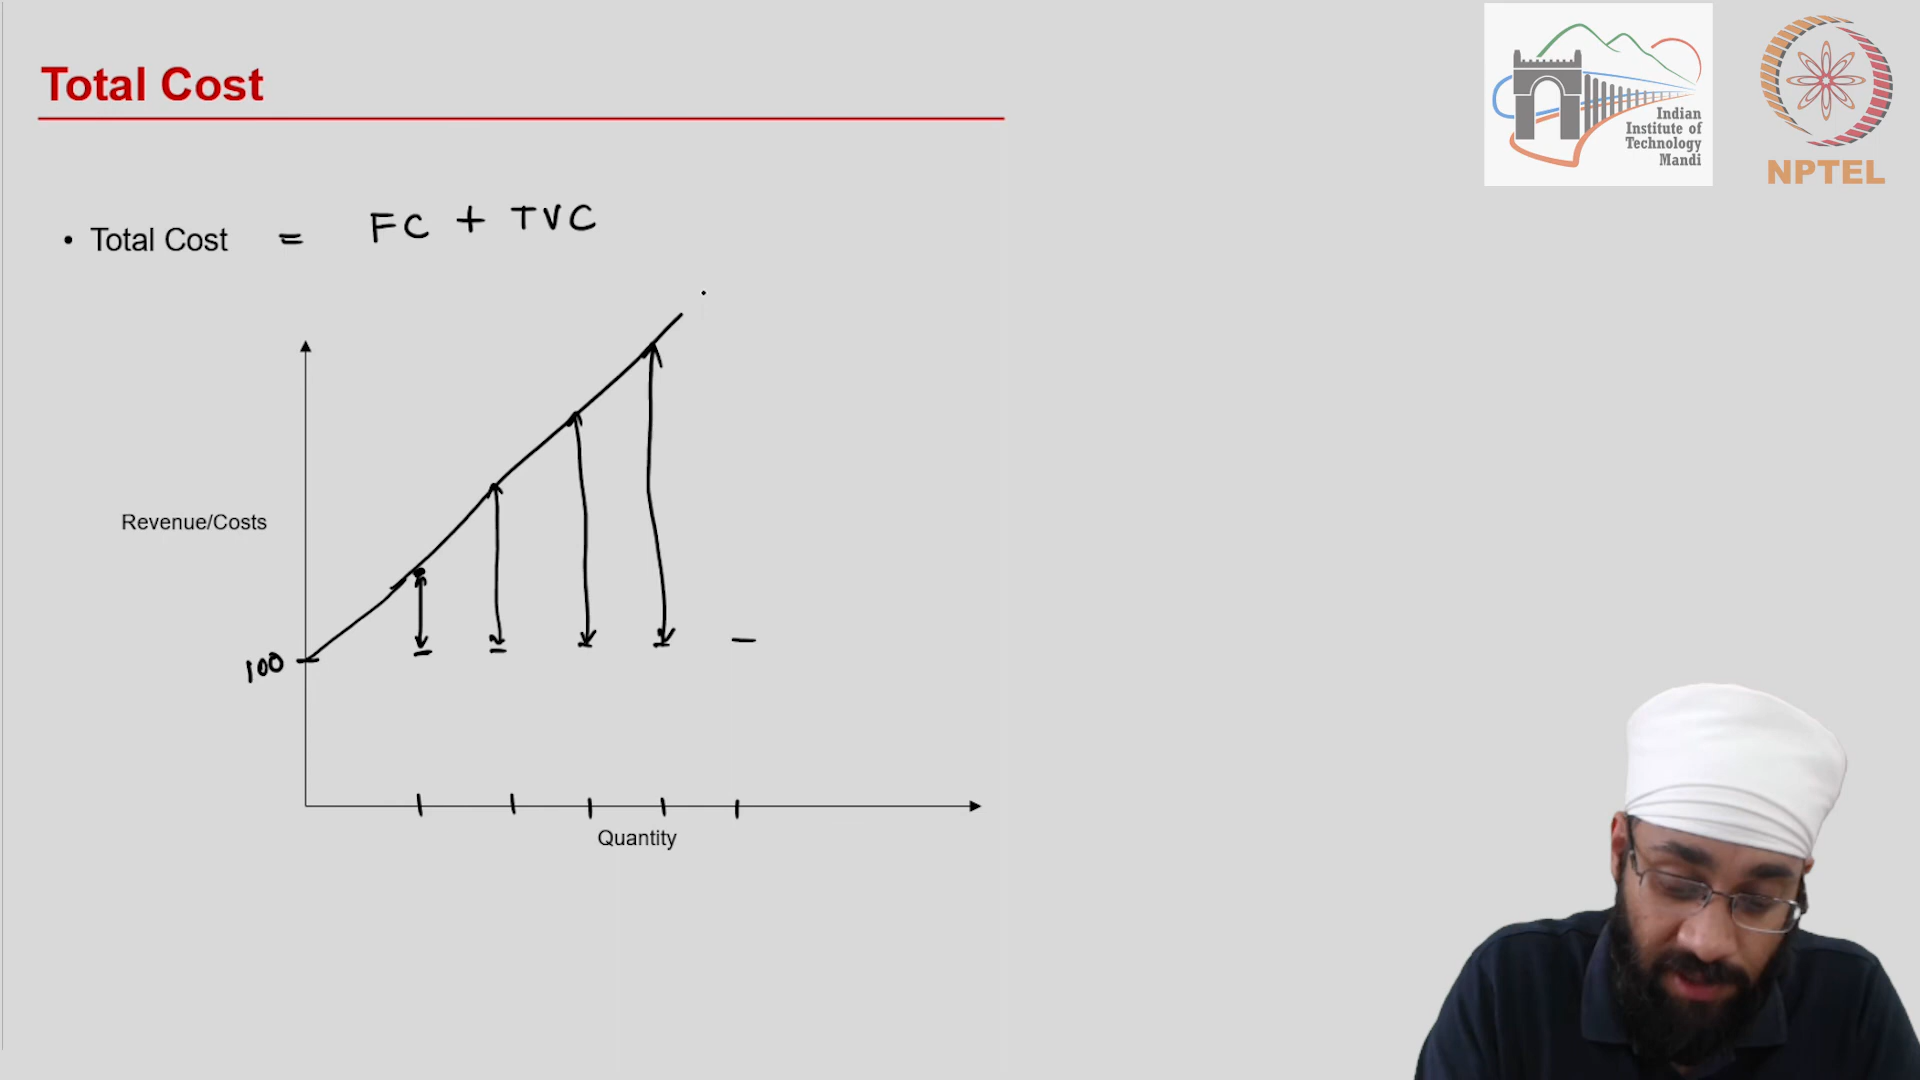 Total Cost
Indian
Institute of
Technology
Mandi
NPTEL
• Total Cost = FC + TVC
Revenue/Costs
100
Quantity